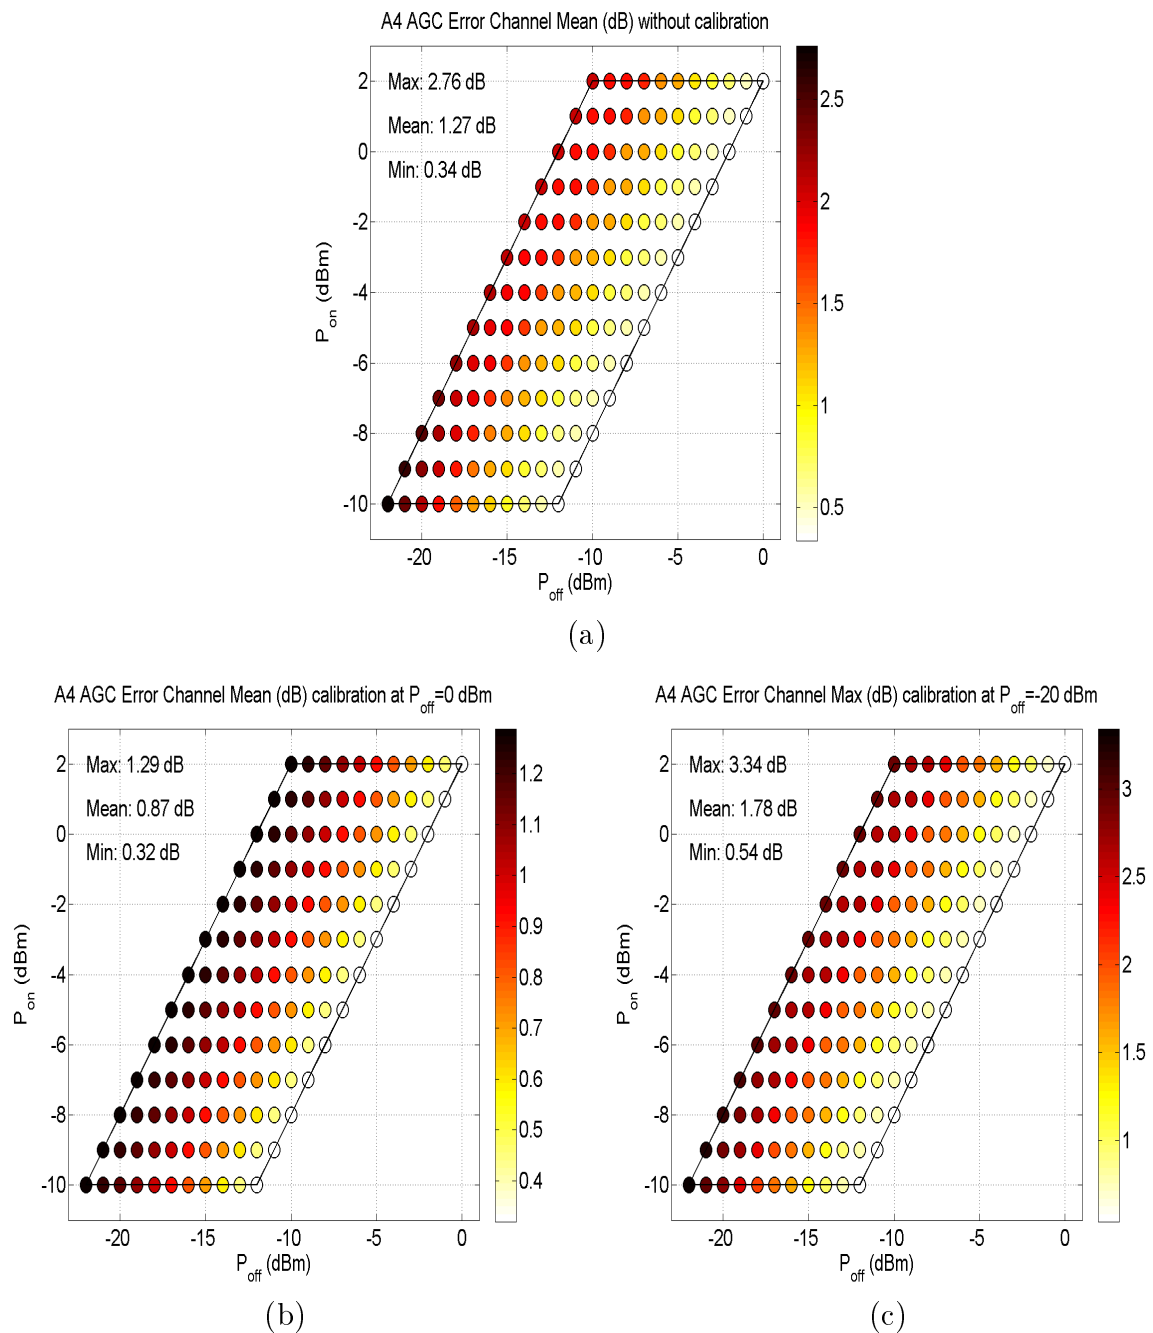 A4 AGC Error Channel Mean (dB) without calibration
Max: 2.76 dB
Mean: 1.27 dB
Min: 0.34 dB
2
0
-2
-4
-6
-8
-10
P_on (dBm)
-20 -15 -10 -5 0
P_off (dBm)
2.5
2
1.5
1
0.5
(a)
A4 AGC Error Channel Mean (dB) calibration at P_off=0 dBm
Max: 1.29 dB
Mean: 0.87 dB
Min: 0.32 dB
2
0
-2
-4
-6
-8
-10
P_on (dBm)
-20 -15 -10 -5 0
P_off (dBm)
1.2
1.1
1
0.9
0.8
0.7
0.6
0.5
0.4
(b)
A4 AGC Error Channel Max (dB) calibration at P_off=-20 dBm
Max: 3.34 dB
Mean: 1.78 dB
Min: 0.54 dB
2
0
-2
-4
-6
-8
-10
P_on (dBm)
-20 -15 -10 -5 0
P_off (dBm)
3
2.5
2
1.5
1
(c)